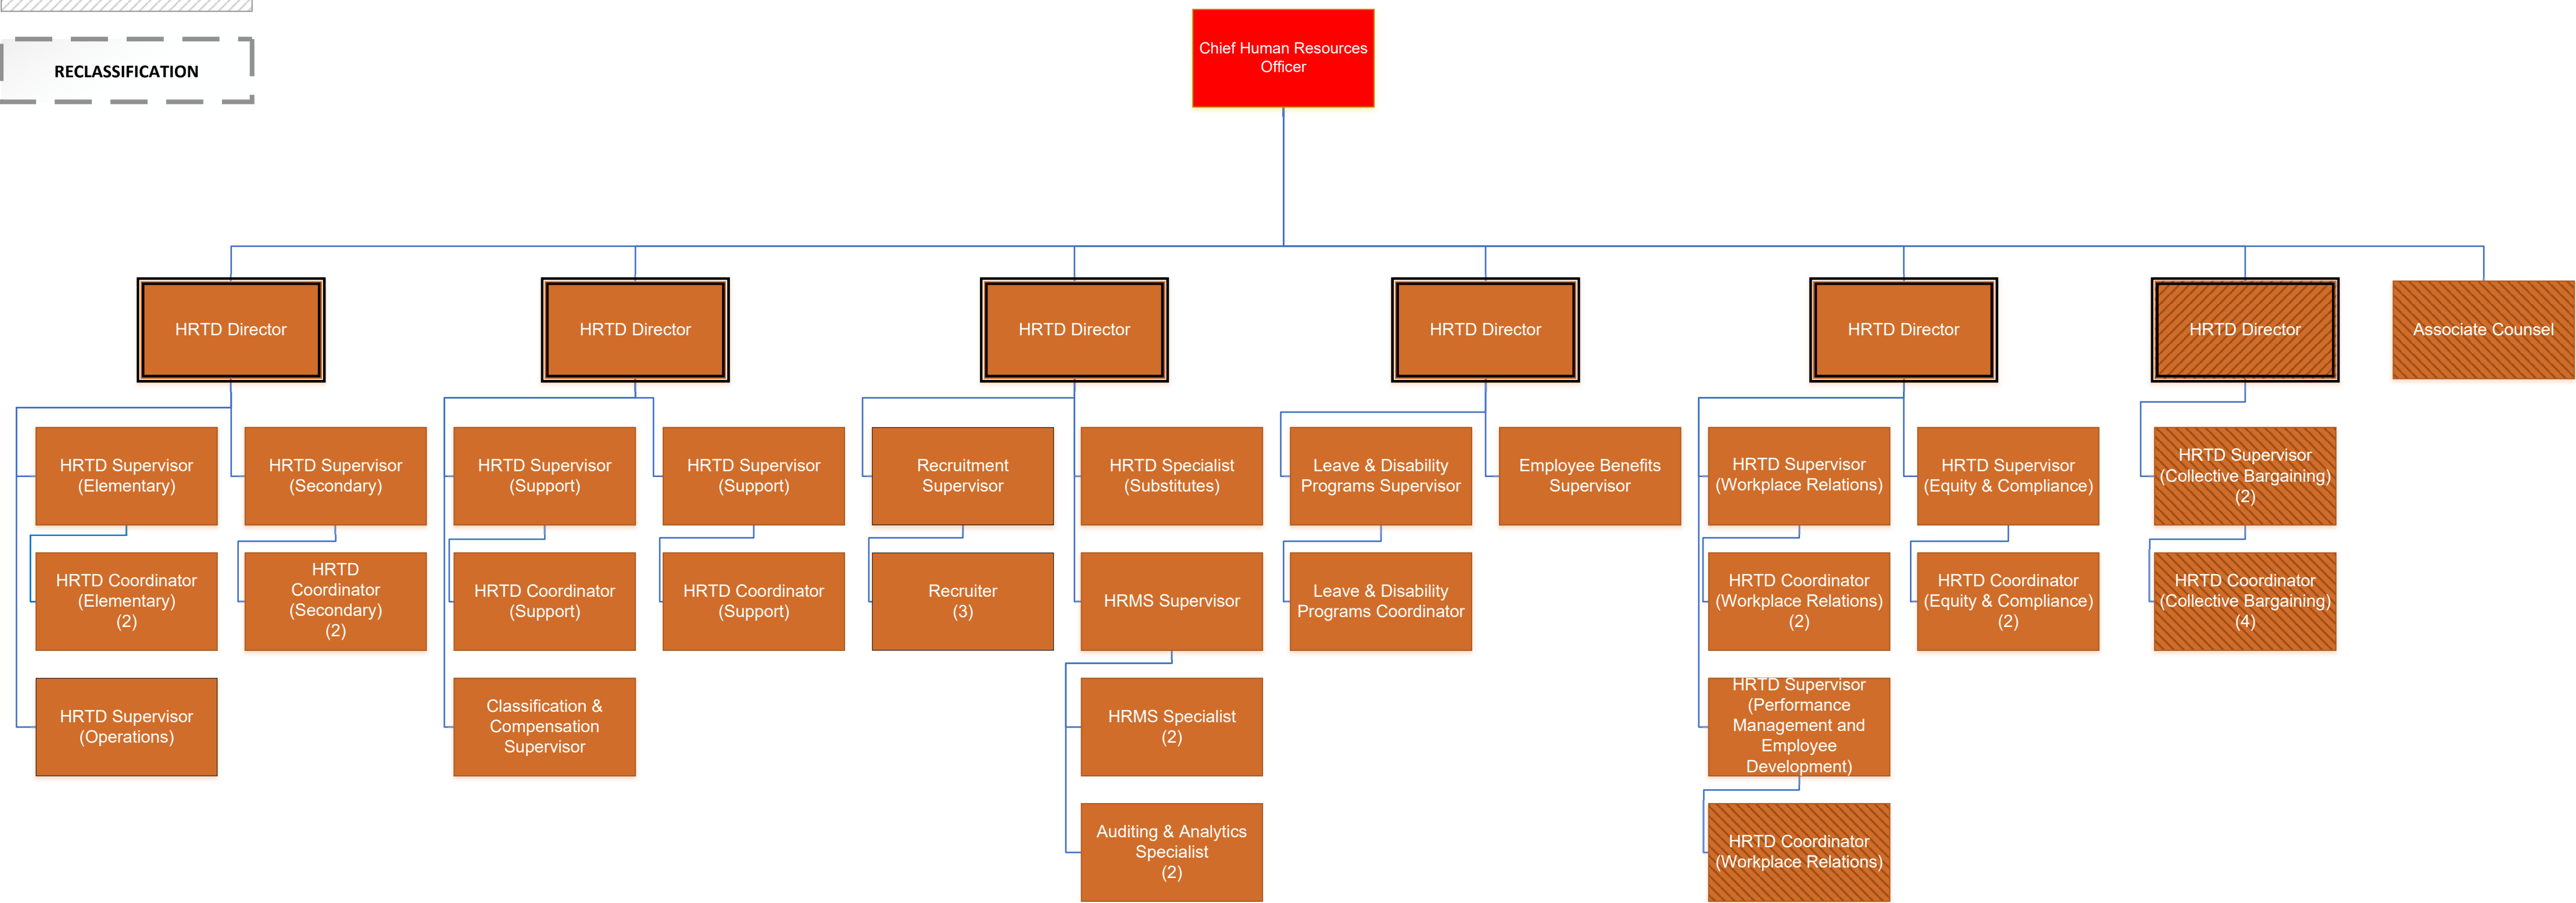 RECLASSIFICATION
Chief Human Resources
Officer
HRTD Director
HRTD Director
HRTD Director
HRTD Director
HRTD Director
HRTD Director
Associate Counsel
HRTD Supervisor
(Elementary)
HRTD Supervisor
(Secondary)
HRTD Supervisor
(Support)
HRTD Supervisor
(Support)
Recruitment
Supervisor
HRTD Specialist
(Substitutes)
Leave & Disability
Programs Supervisor
Employee Benefits
Supervisor
HRTD Supervisor
(Workplace Relations)
HRTD Supervisor
(Equity & Compliance)
HRTD Supervisor
(Collective Bargaining)
(2)
HRTD Coordinator
(Elementary)
(2)
HRTD
Coordinator
(Secondary)
(2)
HRTD Coordinator
(Support)
HRTD Coordinator
(Support)
Recruiter
(3)
HRMS Supervisor
Leave & Disability
Programs Coordinator
HRTD Coordinator
(Workplace Relations)
(2)
HRTD Coordinator
(Equity & Compliance)
(2)
HRTD Coordinator
(Collective Bargaining)
(4)
HRTD Supervisor
(Operations)
Classification &
Compensation
Supervisor
HRMS Specialist
(2)
HRTD Supervisor
(Performance
Management and
Employee
Development)
Auditing & Analytics
Specialist
(2)
HRTD Coordinator
(Workplace Relations)